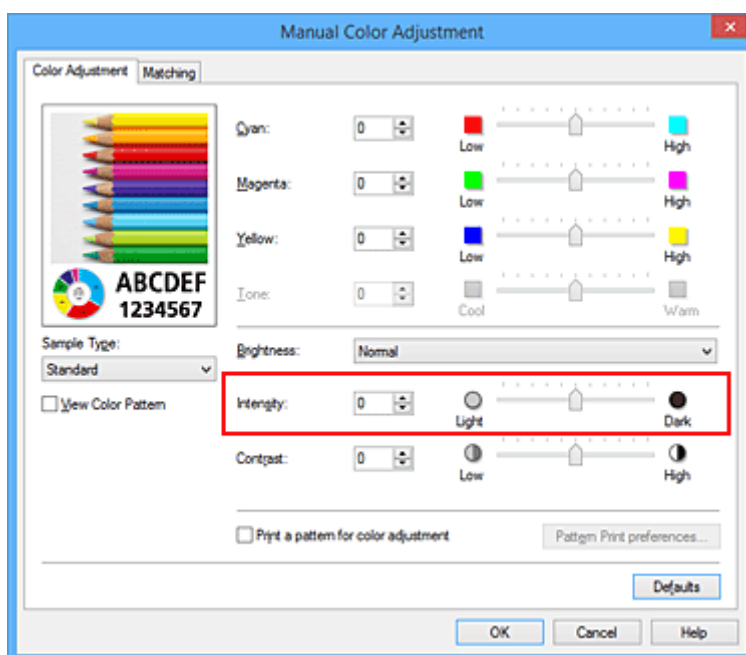 Manual Color Adjustment
Color Adjustment Matching
Cyan: 0 Low High
Magenta: 0 Low High
Yellow: 0 Low High
Tone: 0 Cool Warm
ABCDEF
1234567
Sample Type:
Standard
View Color Pattern
Brightness: Normal
Intensity: 0 Light Dark
Contrast: 0 Low High
Print a pattern for color adjustment Pattern Print preferences...
Defaults
OK Cancel Help